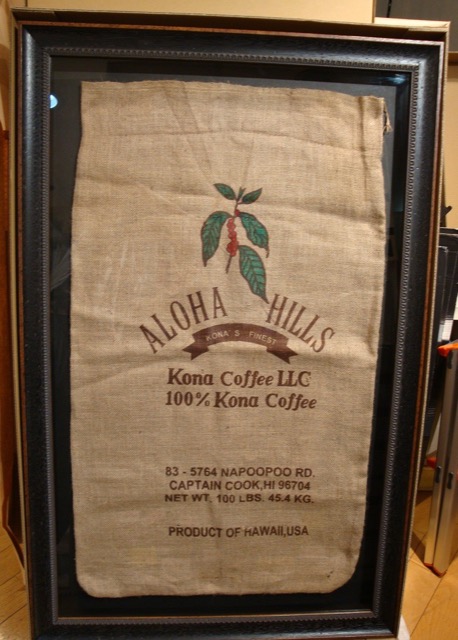 ALOHA HILLS
KONA'S FINEST
Kona Coffee LLC
100% Kona Coffee
83 - 5764 NAPOOPOO RD.
CAPTAIN COOK,HI 96704
NET WT. 100 LBS. 45.4 KG.
PRODUCT OF HAWAII,USA